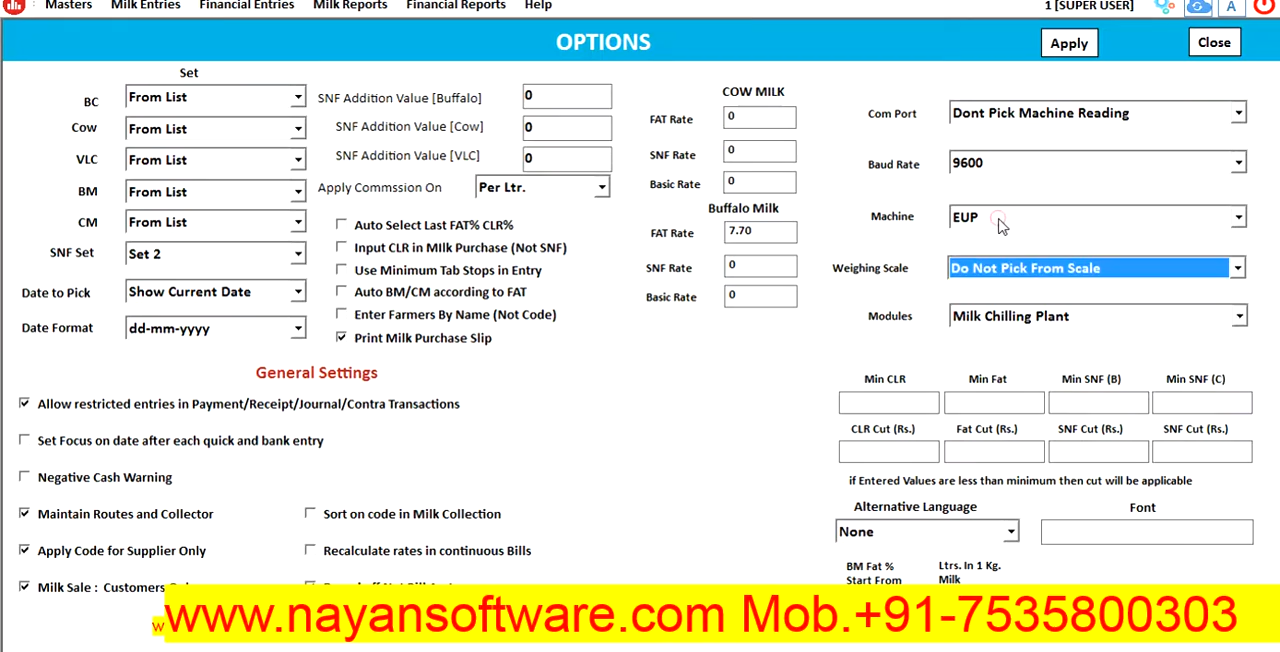 Masters Milk Entries Financial Entries Milk Reports Financial Reports Help 1 [SUPER USER] A
OPTIONS
Apply
Close
Set
BC From List
Cow From List
VLC From List
BM From List
CM From List
SNF Set Set 2
Date to Pick Show Current Date
Date Format dd-mm-yyyy
SNF Addition Value [Buffalo] 0
SNF Addition Value [Cow] 0
SNF Addition Value [VLC] 0
Apply Commssion On Per Ltr.
Auto Select Last FAT% CLR%
Input CLR in Milk Purchase (Not SNF)
Use Minimum Tab Stops in Entry
Auto BM/CM according to FAT
Enter Farmers By Name (Not Code)
Print Milk Purchase Slip
COW MILK
FAT Rate 0
SNF Rate 0
Basic Rate 0
Buffalo Milk
FAT Rate 7.70
SNF Rate 0
Basic Rate 0
Com Port Dont Pick Machine Reading
Baud Rate 9600
Machine EUP
Weighing Scale Do Not Pick From Scale
Modules Milk Chilling Plant
General Settings
Allow restricted entries in Payment/Receipt/Journal/Contra Transactions
Set Focus on date after each quick and bank entry
Negative Cash Warning
Maintain Routes and Collector
Sort on code in Milk Collection
Apply Code for Supplier Only
Recalculate rates in continuous Bills
Milk Sale : Customers
Min CLR Min Fat Min SNF (B) Min SNF (C)
CLR Cut (Rs.) Fat Cut (Rs.) SNF Cut (Rs.) SNF Cut (Rs.)
if Entered Values are less than minimum then cut will be applicable
Alternative Language Font
None
BM Fat % Ltrs. In 1 Kg.
Start From Milk
www.nayansoftware.com Mob.+91-7535800303